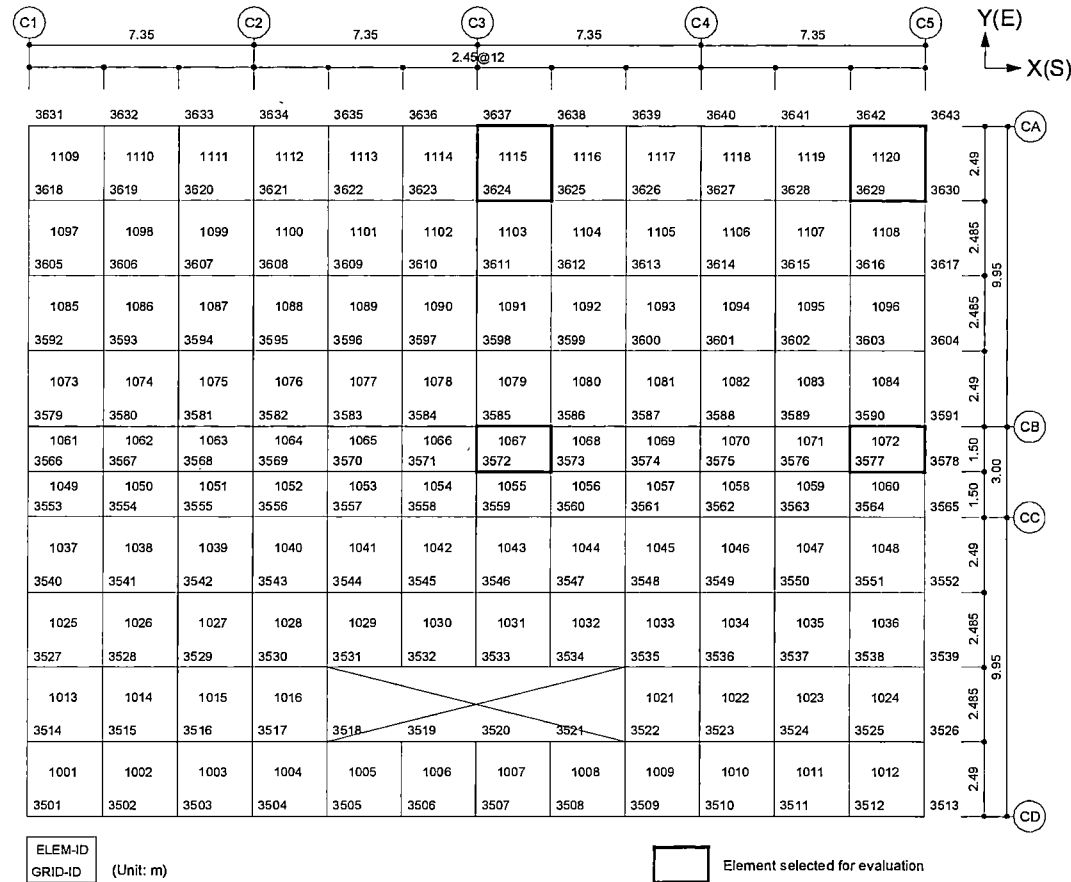 C1 C2 C3 C4 C5 Y(E)
7.35 7.35 7.35 7.35
2.45@12 X(S)
3631 3632 3633 3634 3635 3636 3637 3638 3639 3640 3641 3642 3643
CA
1109 1110 1111 1112 1113 1114 1115 1116 1117 1118 1119 1120 2.49
3618 3619 3620 3621 3622 3623 3624 3625 3626 3627 3628 3629 3630
1097 1098 1099 1100 1101 1102 1103 1104 1105 1106 1107 1108 2.485
3605 3606 3607 3608 3609 3610 3611 3612 3613 3614 3615 3616 3617
9.95
1085 1086 1087 1088 1089 1090 1091 1092 1093 1094 1095 1096 2.485
3592 3593 3594 3595 3596 3597 3598 3599 3600 3601 3602 3603 3604
1073 1074 1075 1076 1077 1078 1079 1080 1081 1082 1083 1084 2.49
3579 3580 3581 3582 3583 3584 3585 3586 3587 3588 3589 3590 3591
CB
1061 1062 1063 1064 1065 1066 1067 1068 1069 1070 1071 1072 1.50
3566 3567 3568 3569 3570 3571 3572 3573 3574 3575 3576 3577 3578
3.00
1049 1050 1051 1052 1053 1054 1055 1056 1057 1058 1059 1060 1.50
3553 3554 3555 3556 3557 3558 3559 3560 3561 3562 3563 3564 3565
CC
1037 1038 1039 1040 1041 1042 1043 1044 1045 1046 1047 1048 2.49
3540 3541 3542 3543 3544 3545 3546 3547 3548 3549 3550 3551 3552
1025 1026 1027 1028 1029 1030 1031 1032 1033 1034 1035 1036 2.485
3527 3528 3529 3530 3531 3532 3533 3534 3535 3536 3537 3538 3539
9.95
1013 1014 1015 1016 1021 1022 1023 1024 2.485
3514 3515 3516 3517 3518 3519 3520 3521 3522 3523 3524 3525 3526
1001 1002 1003 1004 1005 1006 1007 1008 1009 1010 1011 1012 2.49
3501 3502 3503 3504 3505 3506 3507 3508 3509 3510 3511 3512 3513
CD
ELEM-ID
GRID-ID (Unit: m) Element selected for evaluation